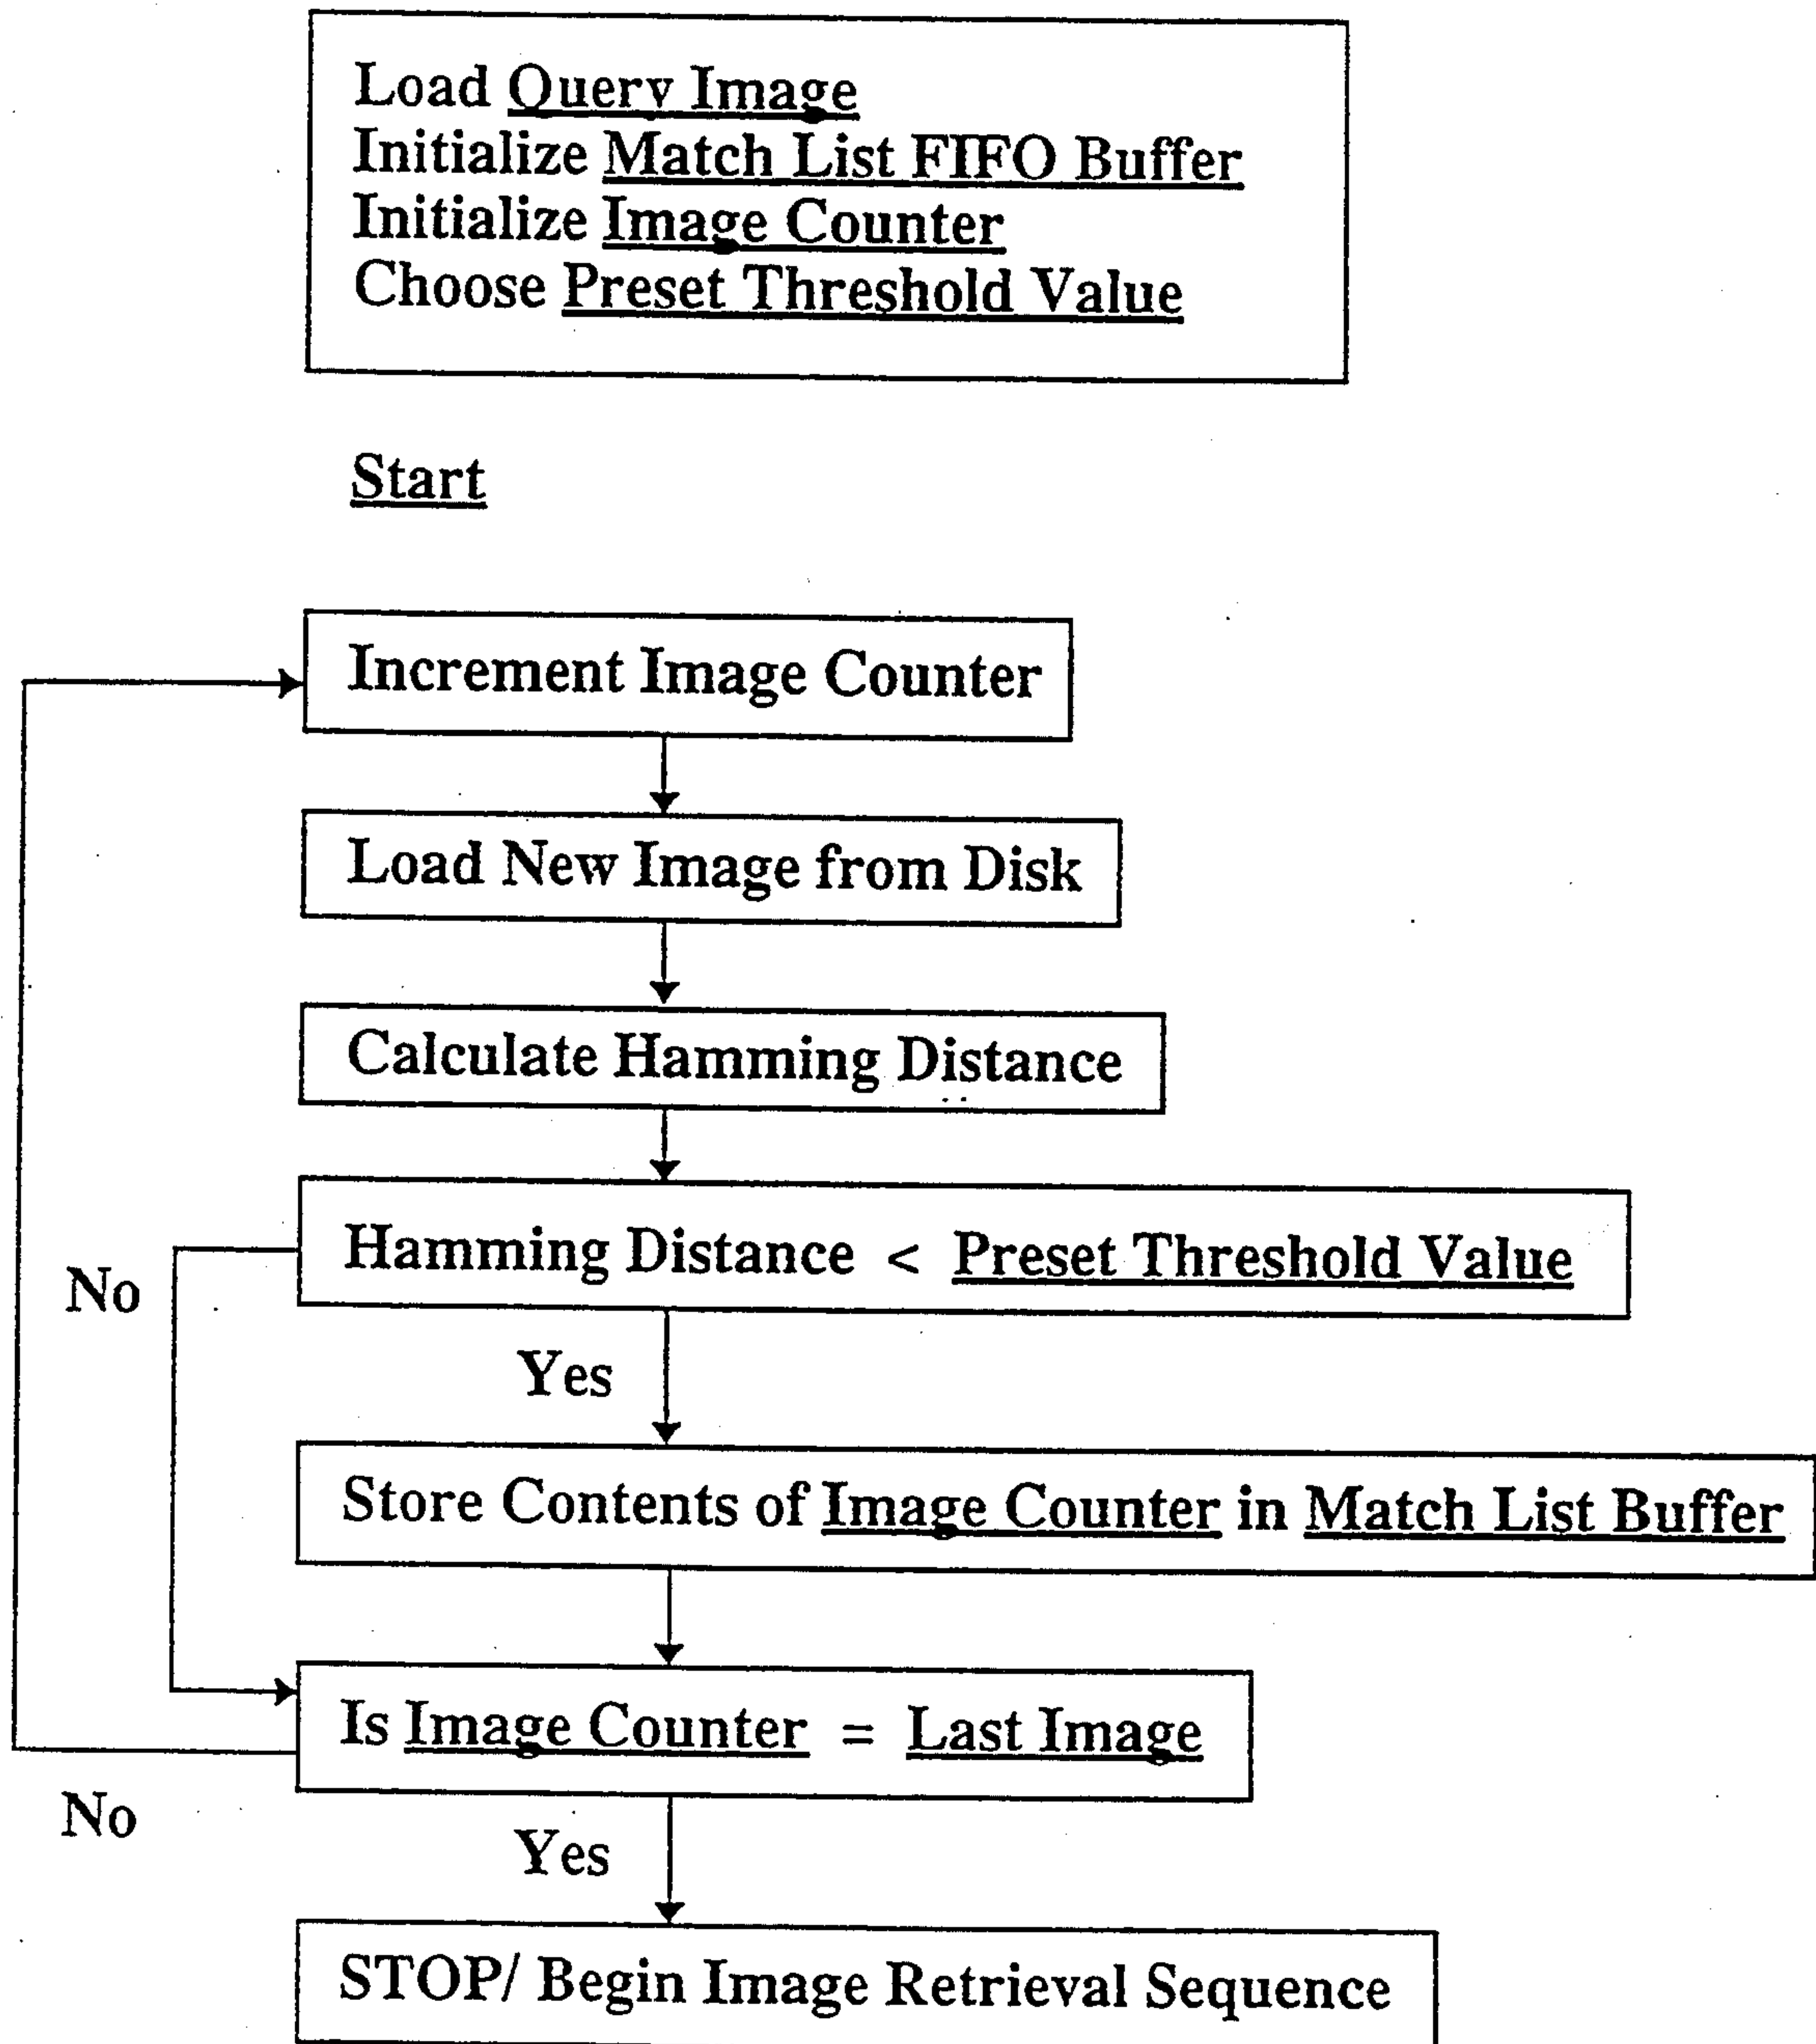 Load Query Image
Initialize Match List FIFO Buffer
Initialize Image Counter
Choose Preset Threshold Value
Start
Increment Image Counter
Load New Image from Disk
Calculate Hamming Distance
Hamming Distance < Preset Threshold Value
No
Yes
Store Contents of Image Counter in Match List Buffer
Is Image Counter = Last Image
No
Yes
STOP/ Begin Image Retrieval Sequence